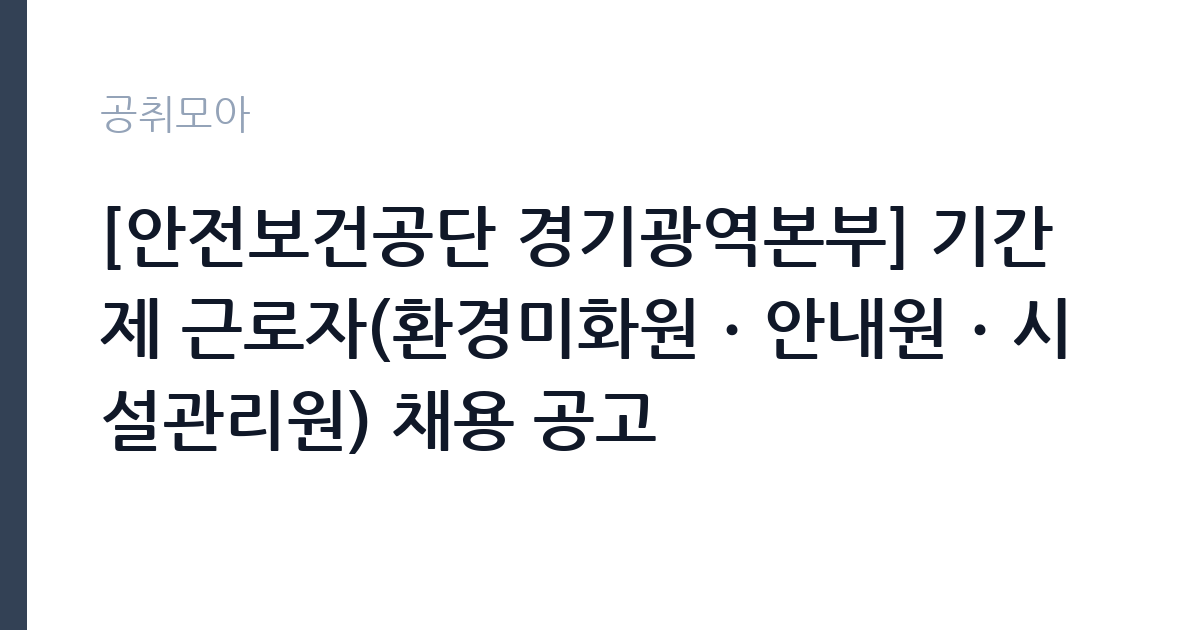 공취모아
[안전보건공단 경기광역본부] 기간
제 근로자(환경미화원 · 안내원 · 시
설관리원) 채용 공고